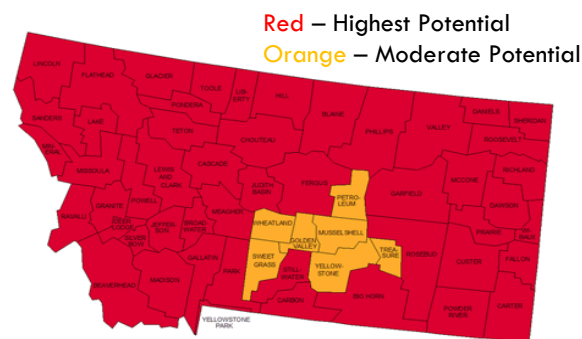 Red – Highest Potential
Orange – Moderate Potential
LINCOLN
FLATHEAD
GLACIER
TOOLE
LIB-
ERTY
HILL
BLAINE
PHILLIPS
VALLEY
DANIELS
SHERIDAN
ROOSEVELT
PONDERA
SANDERS
LAKE
TETON
CHOUTEAU
RICHLAND
MIN-
ERAL
MISSOULA
LEWIS
AND
CLARK
CASCADE
JUDITH
BASIN
FERGUS
PETRO-
LEUM
GARFIELD
MCCONE
DAWSON
POWELL
GRANITE
RAVALLI
DEER
LODGE
SILVER
BOW
JEFFER-
SON
BROAD-
WATER
MEAGHER
WHEATLAND
GOLDEN
VALLEY
MUSSELSHELL
TREA-
SURE
ROSEBUD
PRAIRIE
WI-
BAUX
FALLON
CUSTER
SWEET
GRASS
STILL-
WATER
YELLOW-
STONE
GALLATIN
PARK
MADISON
BEAVERHEAD
CARBON
BIG HORN
POWDER
RIVER
CARTER
YELLOWSTONE
PARK